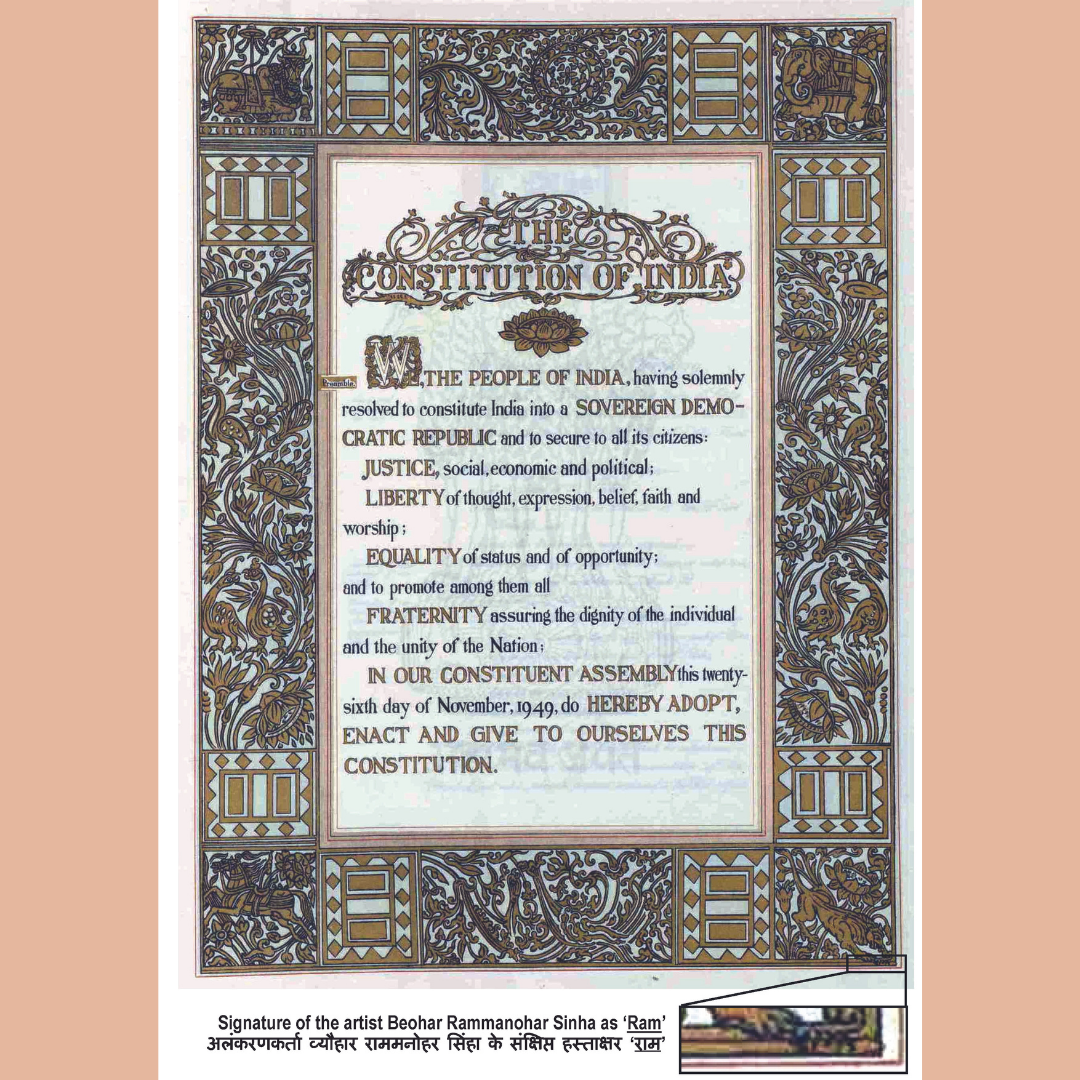 THE
CONSTITUTION OF INDIA
Preamble.
WE, THE PEOPLE OF INDIA, having solemnly
resolved to constitute India into a SOVEREIGN DEMO-
CRATIC REPUBLIC and to secure to all its citizens:
JUSTICE, social, economic and political;
LIBERTY of thought, expression, belief, faith and
worship;
EQUALITY of status and of opportunity;
and to promote among them all
FRATERNITY assuring the dignity of the individual
and the unity of the Nation;
IN OUR CONSTITUENT ASSEMBLY this twenty-
sixth day of November, 1949, do HEREBY ADOPT,
ENACT AND GIVE TO OURSELVES THIS
CONSTITUTION.
Signature of the artist Beohar Rammanohar Sinha as ‘Ram’
अलंकरणकर्ता व्यौहार राममनोहर सिंहा के संक्षिप्त हस्ताक्षर ‘राम’